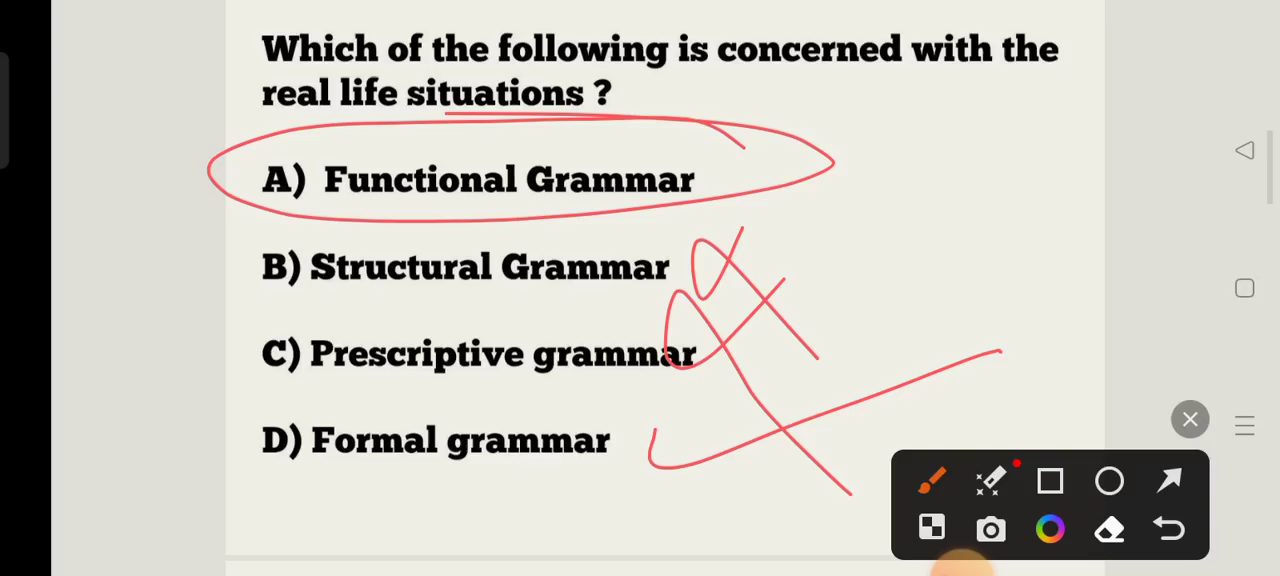 Which of the following is concerned with the
real life situations ?
A) Functional Grammar
B) Structural Grammar
C) Prescriptive grammar
D) Formal grammar